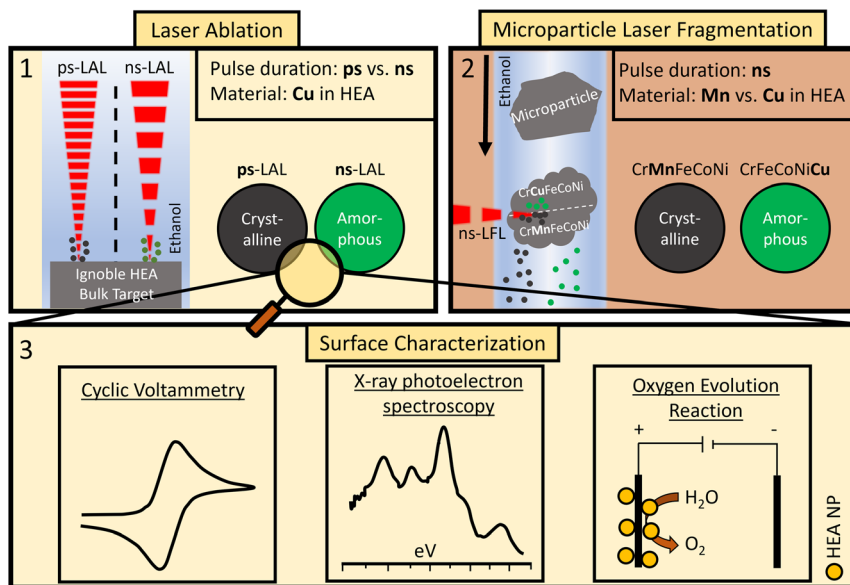 Laser Ablation
1
ps-LAL ns-LAL
Pulse duration: ps vs. ns
Material: Cu in HEA
Ethanol
Ignoble HEA
Bulk Target
ps-LAL
Cryst-
alline
ns-LAL
Amor-
phous
Microparticle Laser Fragmentation
2
Ethanol
Microparticle
Pulse duration: ns
Material: Mn vs. Cu in HEA
CrCuFeCoNi
CrMnFeCoNi
ns-LFL
CrMnFeCoNi
Cryst-
alline
CrFeCoNiCu
Amor-
phous
3
Surface Characterization
Cyclic Voltammetry
X-ray photoelectron
spectroscopy
eV
Oxygen Evolution
Reaction
+ -
H₂O
O₂
HEA NP